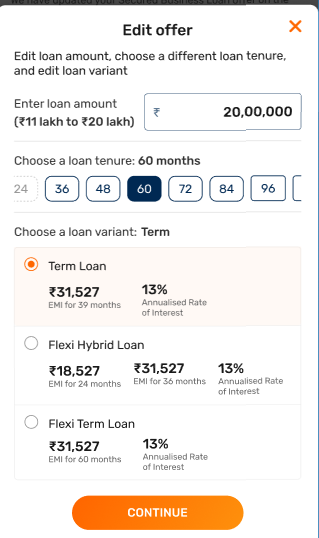 Edit offer
Edit loan amount, choose a different loan tenure,
and edit loan variant
Enter loan amount
(₹11 lakh to ₹20 lakh)
₹ 20,00,000
Choose a loan tenure: 60 months
24 36 48 60 72 84 96
Choose a loan variant: Term
Term Loan
₹31,527 13%
EMI for 39 months Annualised Rate
of Interest
Flexi Hybrid Loan
₹18,527 ₹31,527 13%
EMI for 24 months EMI for 36 months Annualised Rate
of Interest
Flexi Term Loan
₹31,527 13%
EMI for 60 months Annualised Rate
of Interest
CONTINUE